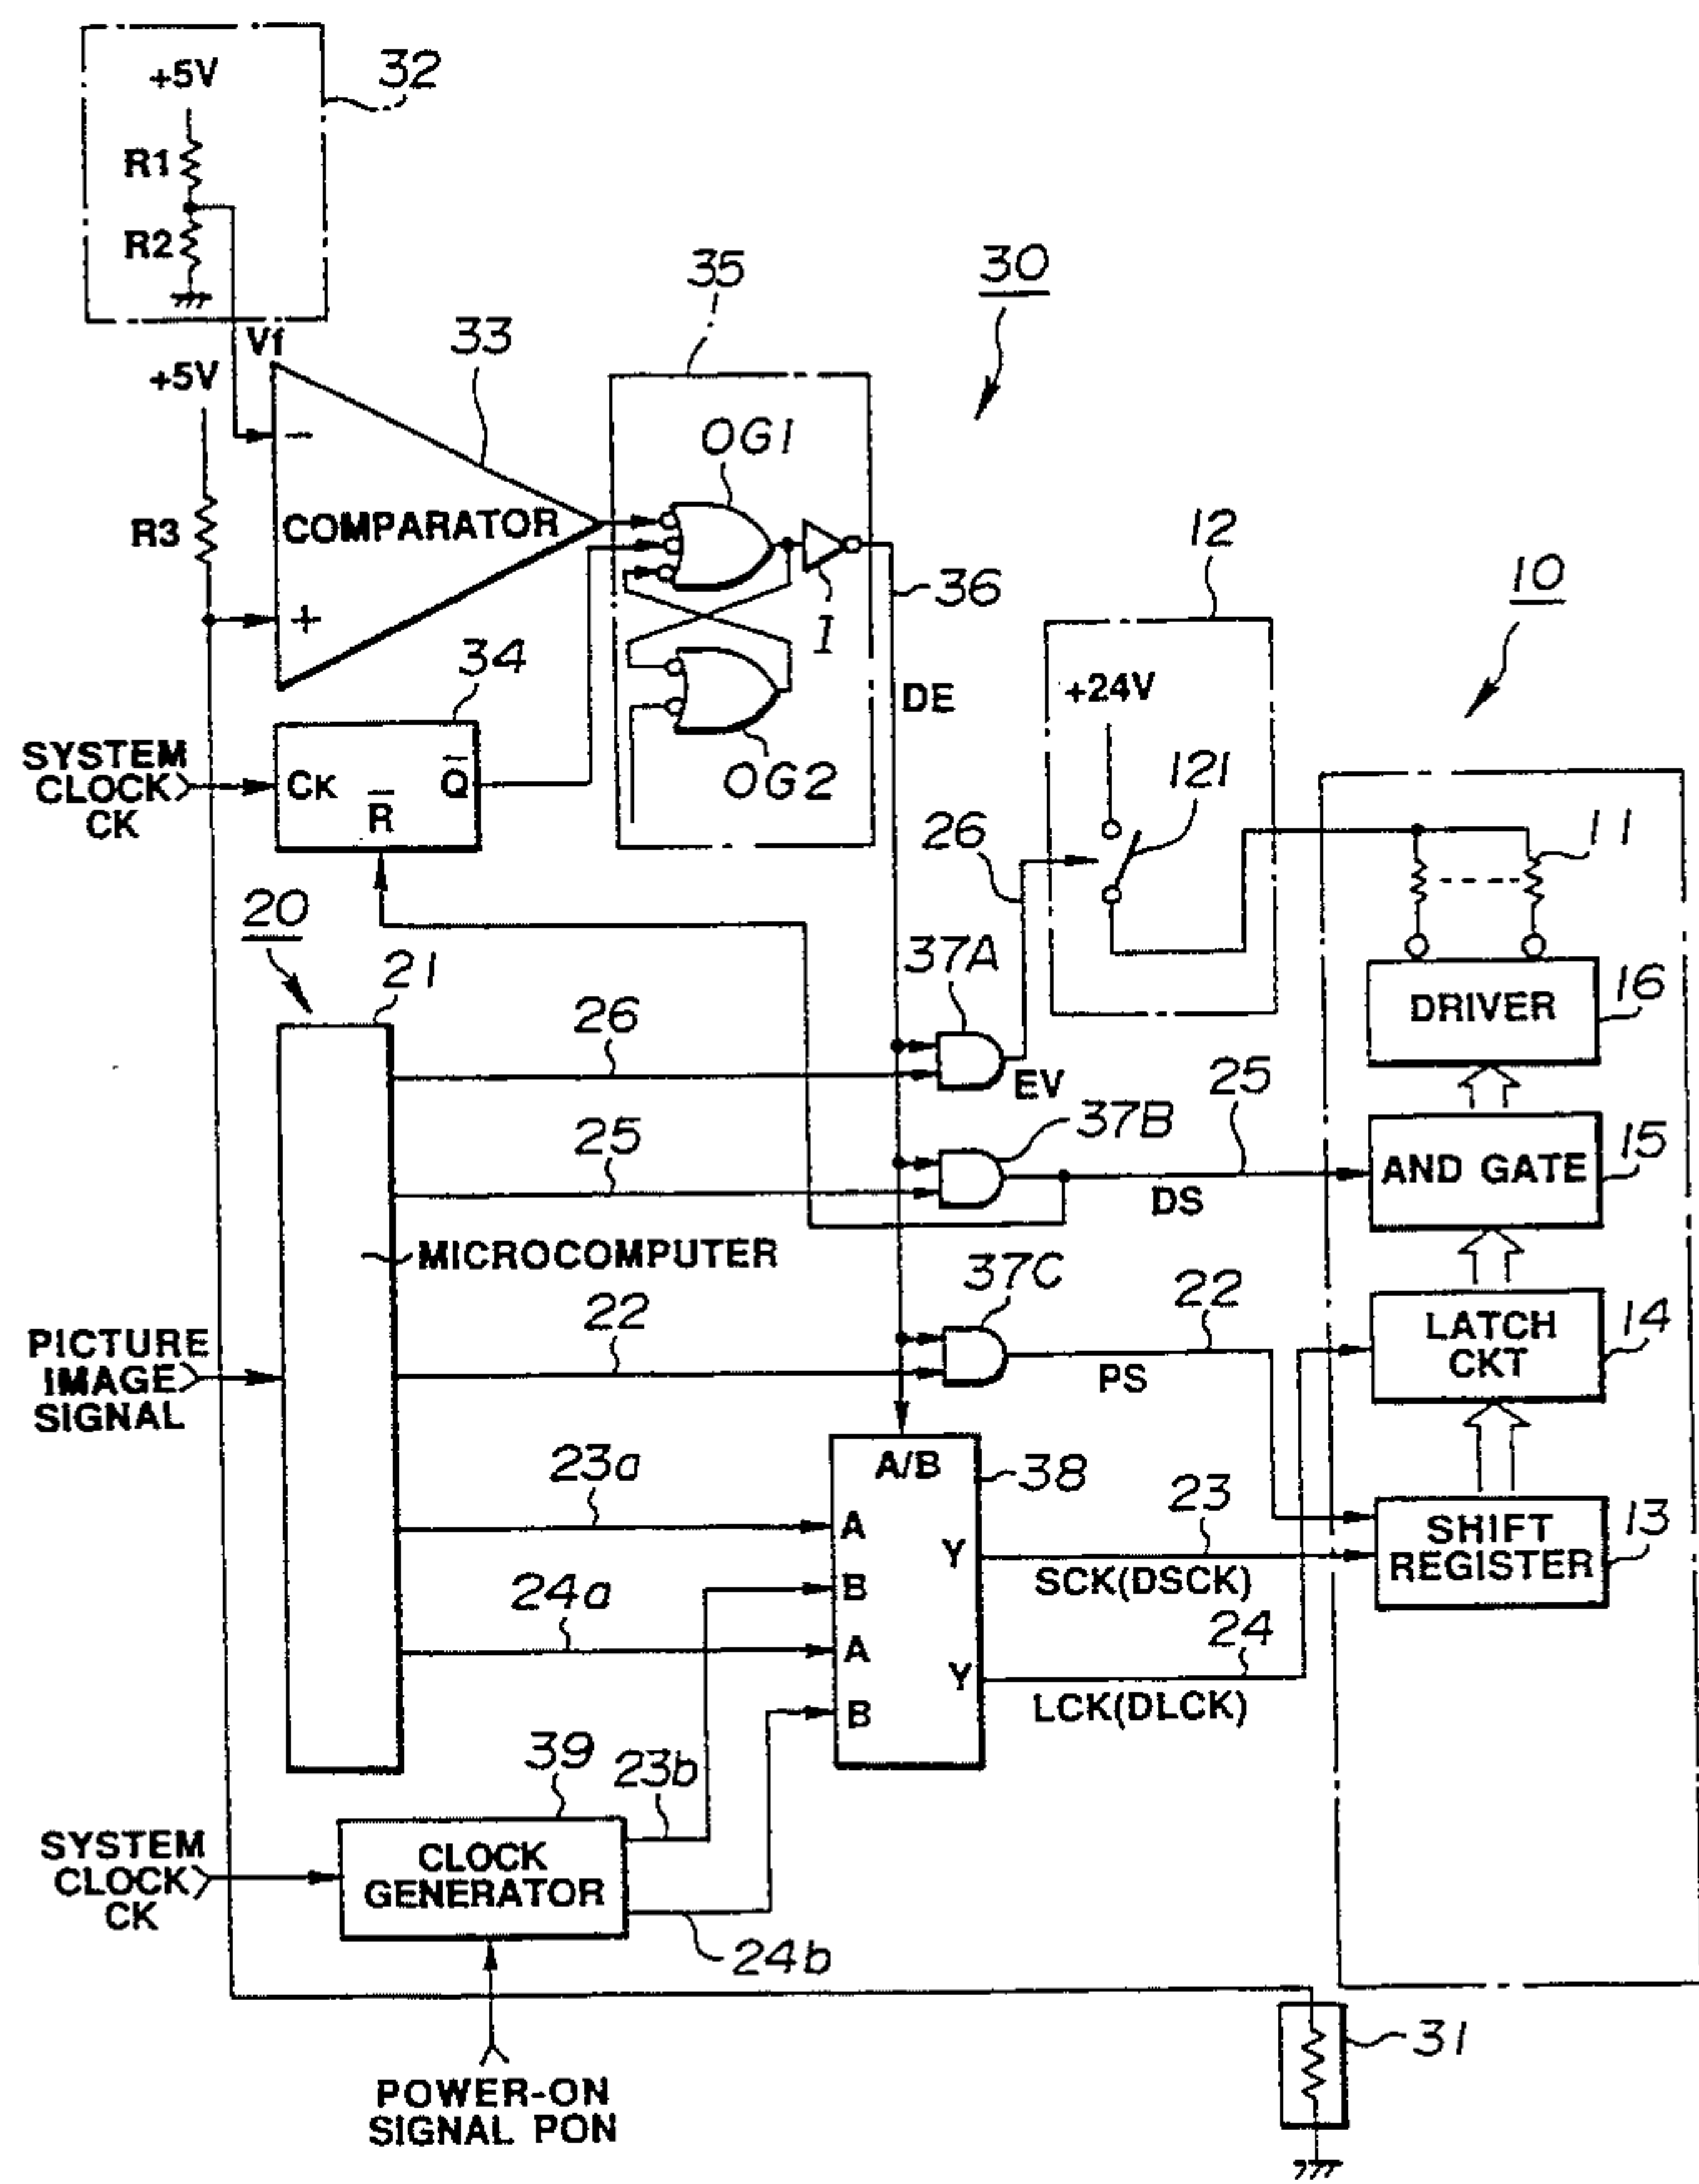 +5V
32
R1
R2
Vf
+5V
33
35
30
OG1
−
COMPARATOR
R3
+
12
10
36
I
34
+24V
DE
SYSTEM
CLOCK
CK
CK
Q
R
OG2
121
11
26
20
21
37A
DRIVER
16
26
EV
25
37B
25
AND GATE
15
DS
MICROCOMPUTER
37C
22
22
LATCH
CKT
14
PICTURE
IMAGE
SIGNAL
PS
A/B
38
23a
A
23
SHIFT
REGISTER
13
Y
SCK(DSCK)
24a
B
24
A
Y
LCK(DLCK)
B
39
23b
SYSTEM
CLOCK
CK
CLOCK
GENERATOR
24b
31
POWER-ON
SIGNAL PON